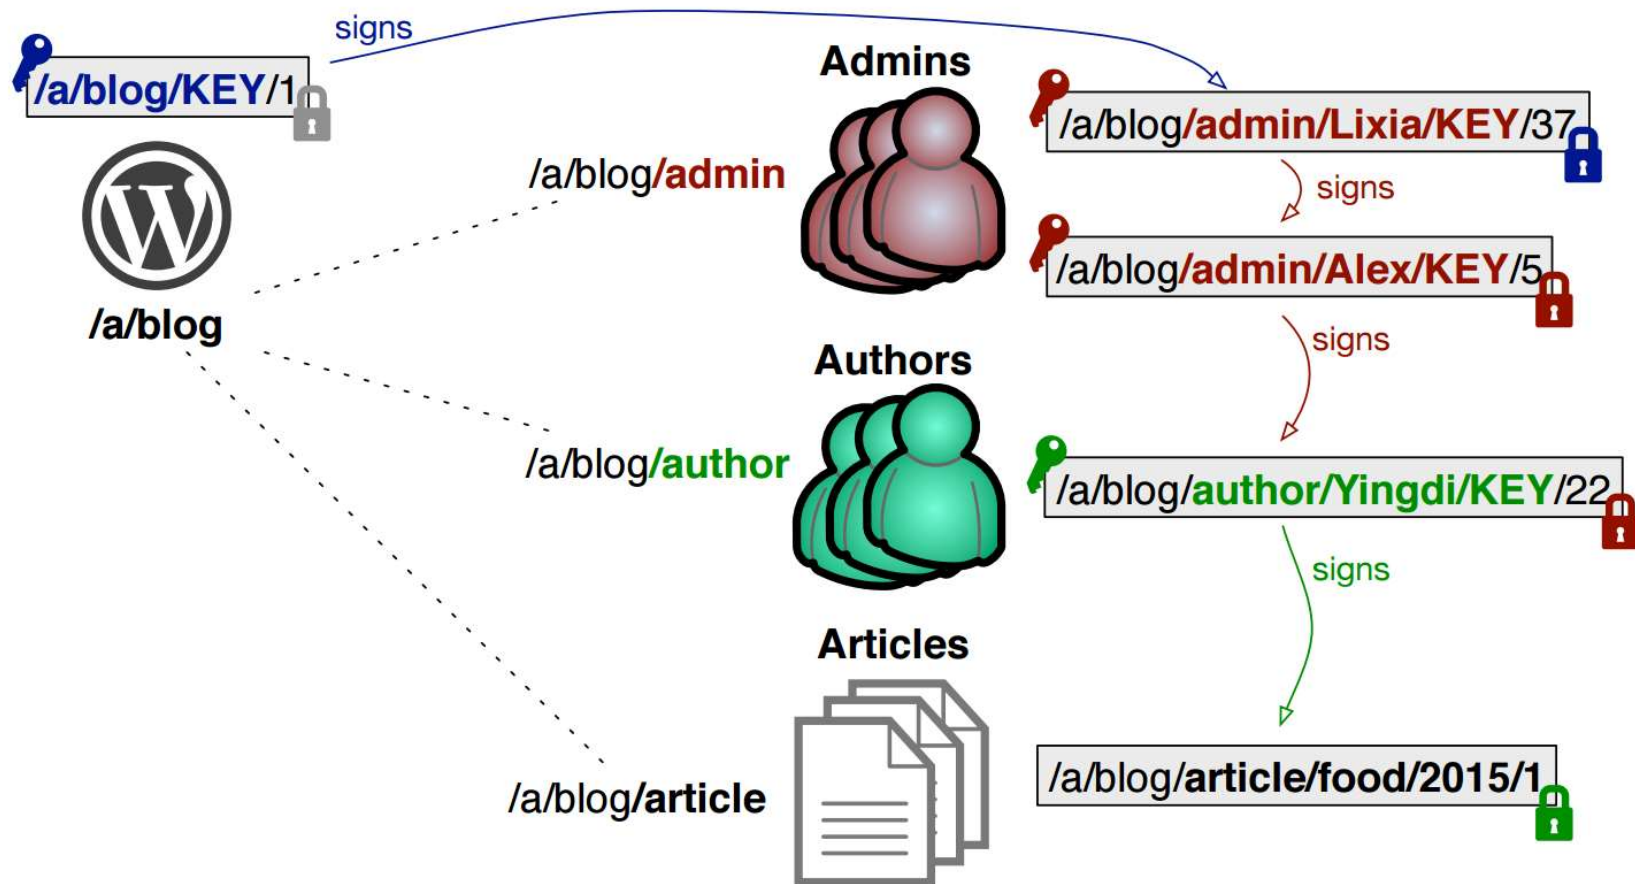 signs
/a/blog/KEY/1
Admins
/a/blog/admin/Lixia/KEY/37
/a/blog/admin
signs
/a/blog/admin/Alex/KEY/5
/a/blog
signs
Authors
/a/blog/author
/a/blog/author/Yingdi/KEY/22
signs
Articles
/a/blog/article
/a/blog/article/food/2015/1